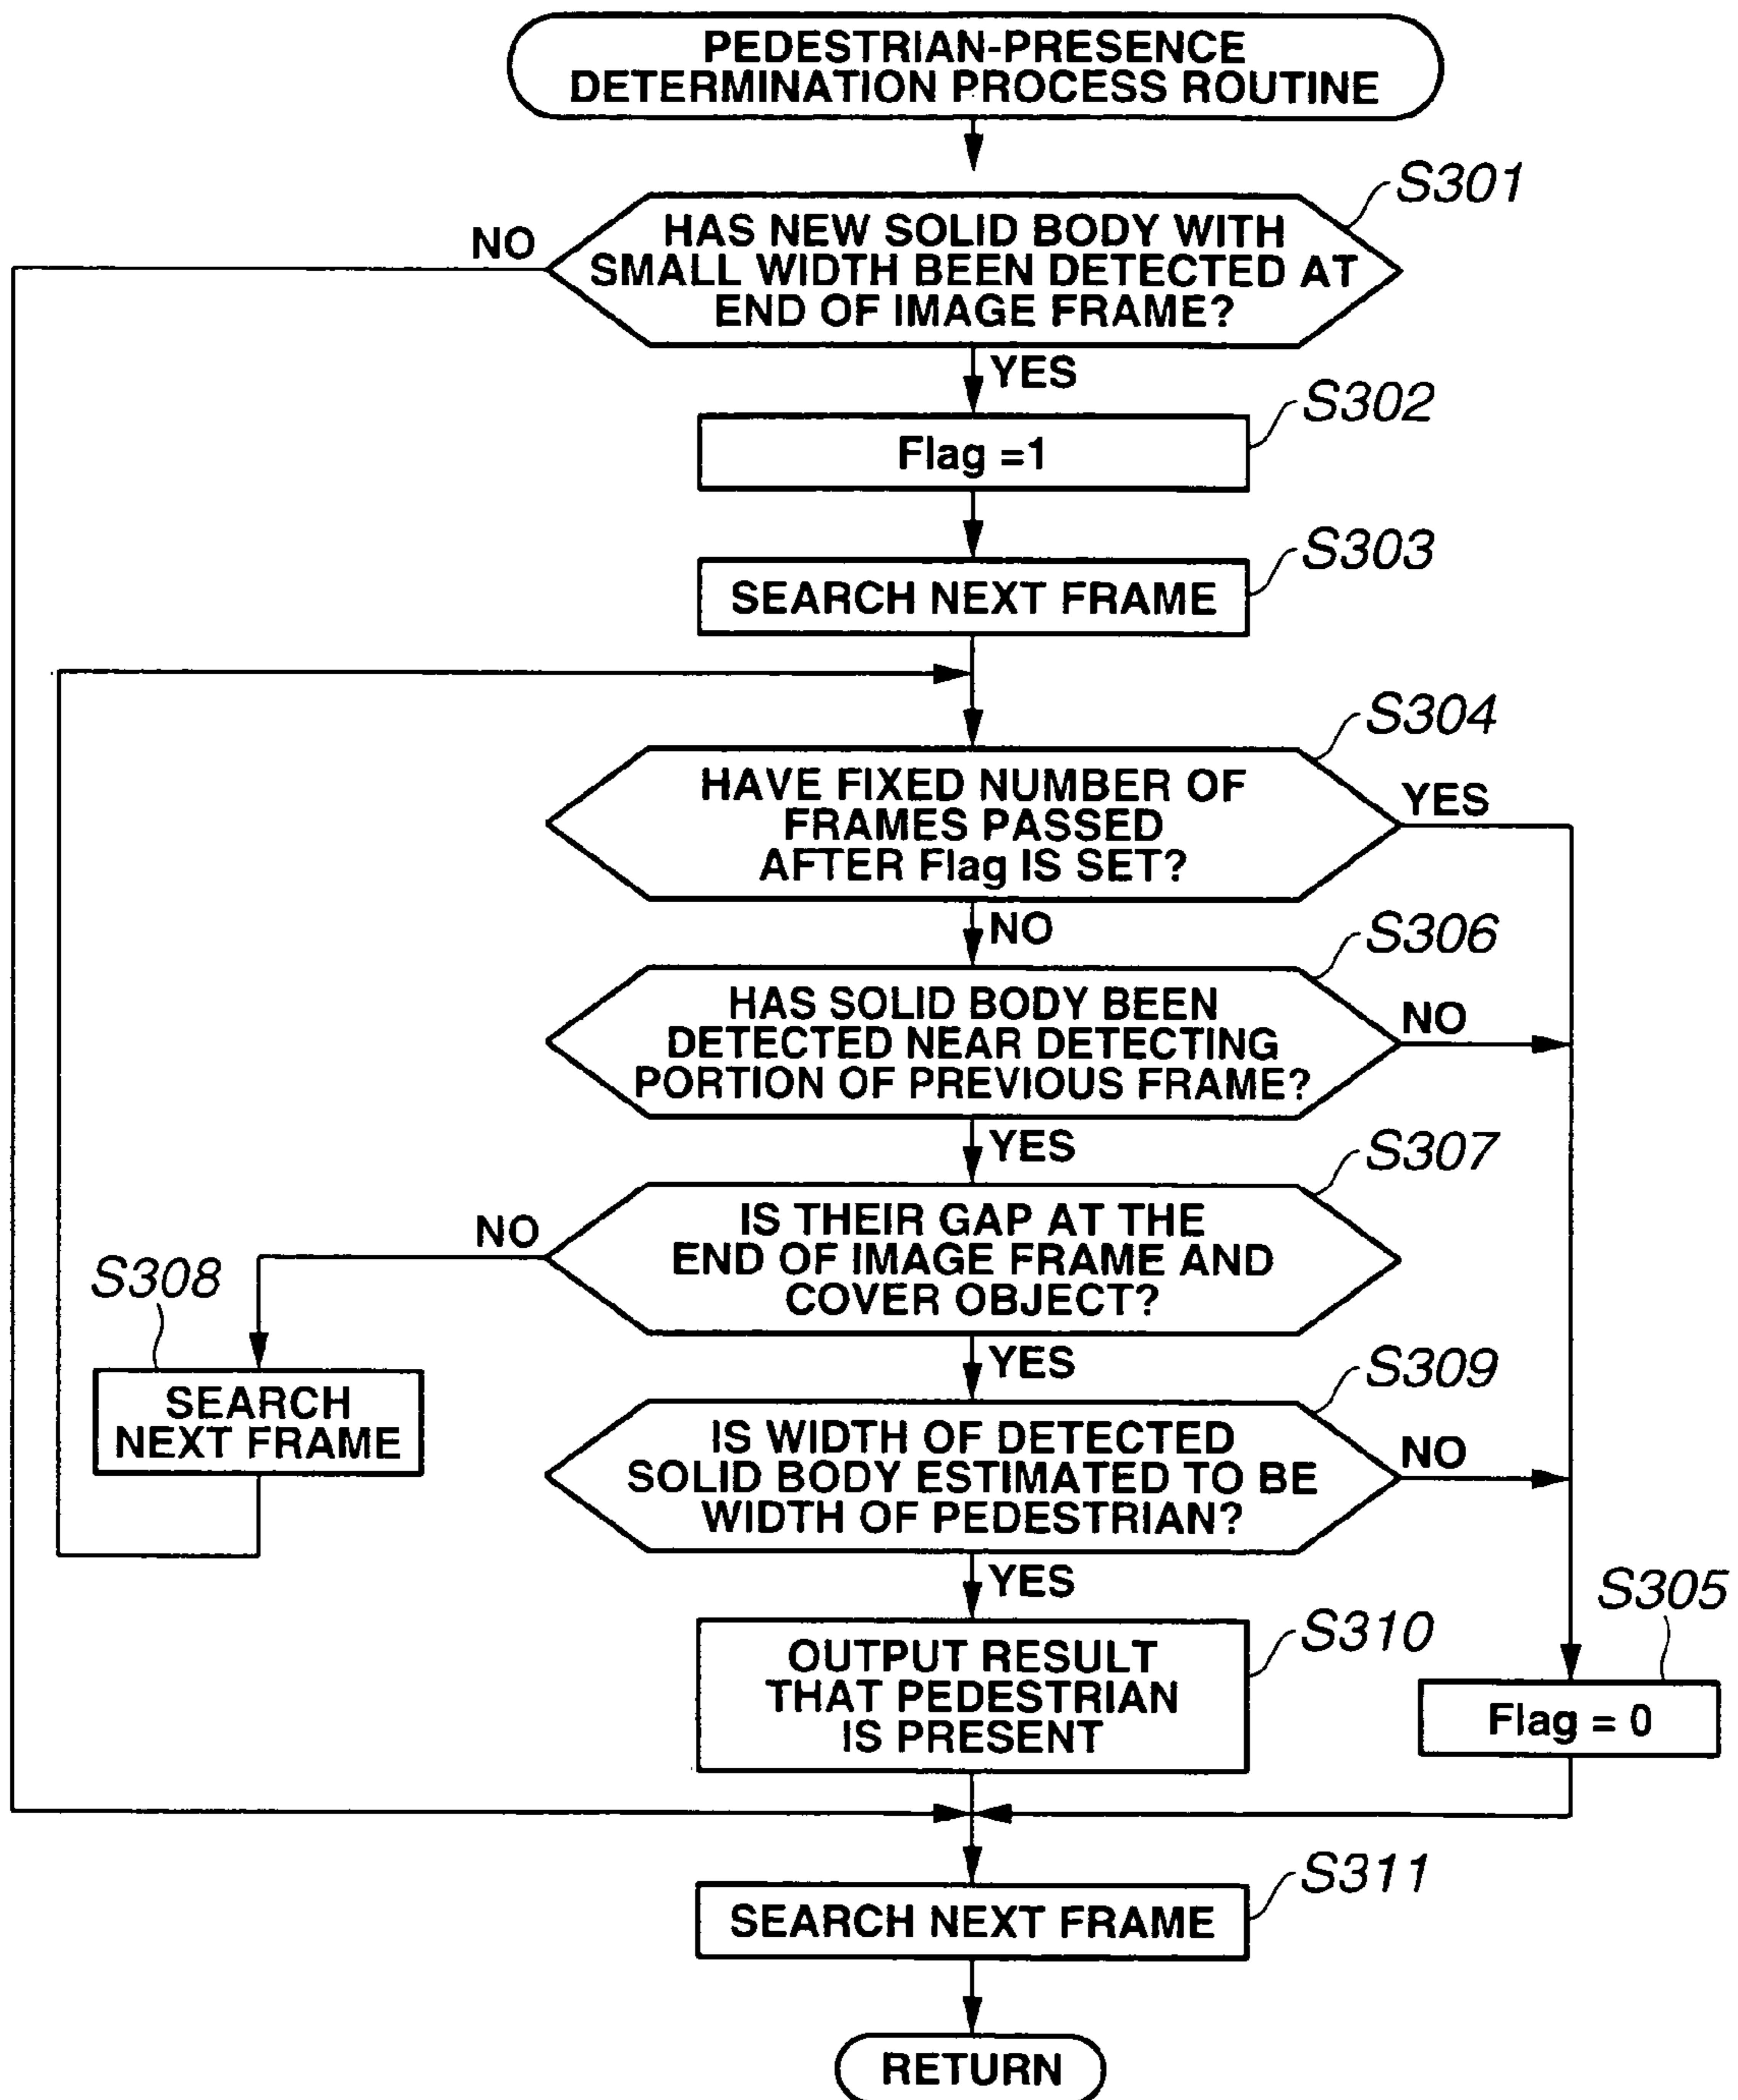 PEDESTRIAN-PRESENCE
DETERMINATION PROCESS ROUTINE
S301
NO
HAS NEW SOLID BODY WITH
SMALL WIDTH BEEN DETECTED AT
END OF IMAGE FRAME?
YES
S302
Flag =1
S303
SEARCH NEXT FRAME
S304
HAVE FIXED NUMBER OF
FRAMES PASSED
AFTER Flag IS SET?
YES
NO
S306
HAS SOLID BODY BEEN
DETECTED NEAR DETECTING
PORTION OF PREVIOUS FRAME?
NO
YES
S307
NO
IS THEIR GAP AT THE
END OF IMAGE FRAME AND
COVER OBJECT?
S308
SEARCH
NEXT FRAME
YES
S309
IS WIDTH OF DETECTED
SOLID BODY ESTIMATED TO BE
WIDTH OF PEDESTRIAN?
NO
YES
S310
OUTPUT RESULT
THAT PEDESTRIAN
IS PRESENT
S305
Flag = 0
S311
SEARCH NEXT FRAME
RETURN